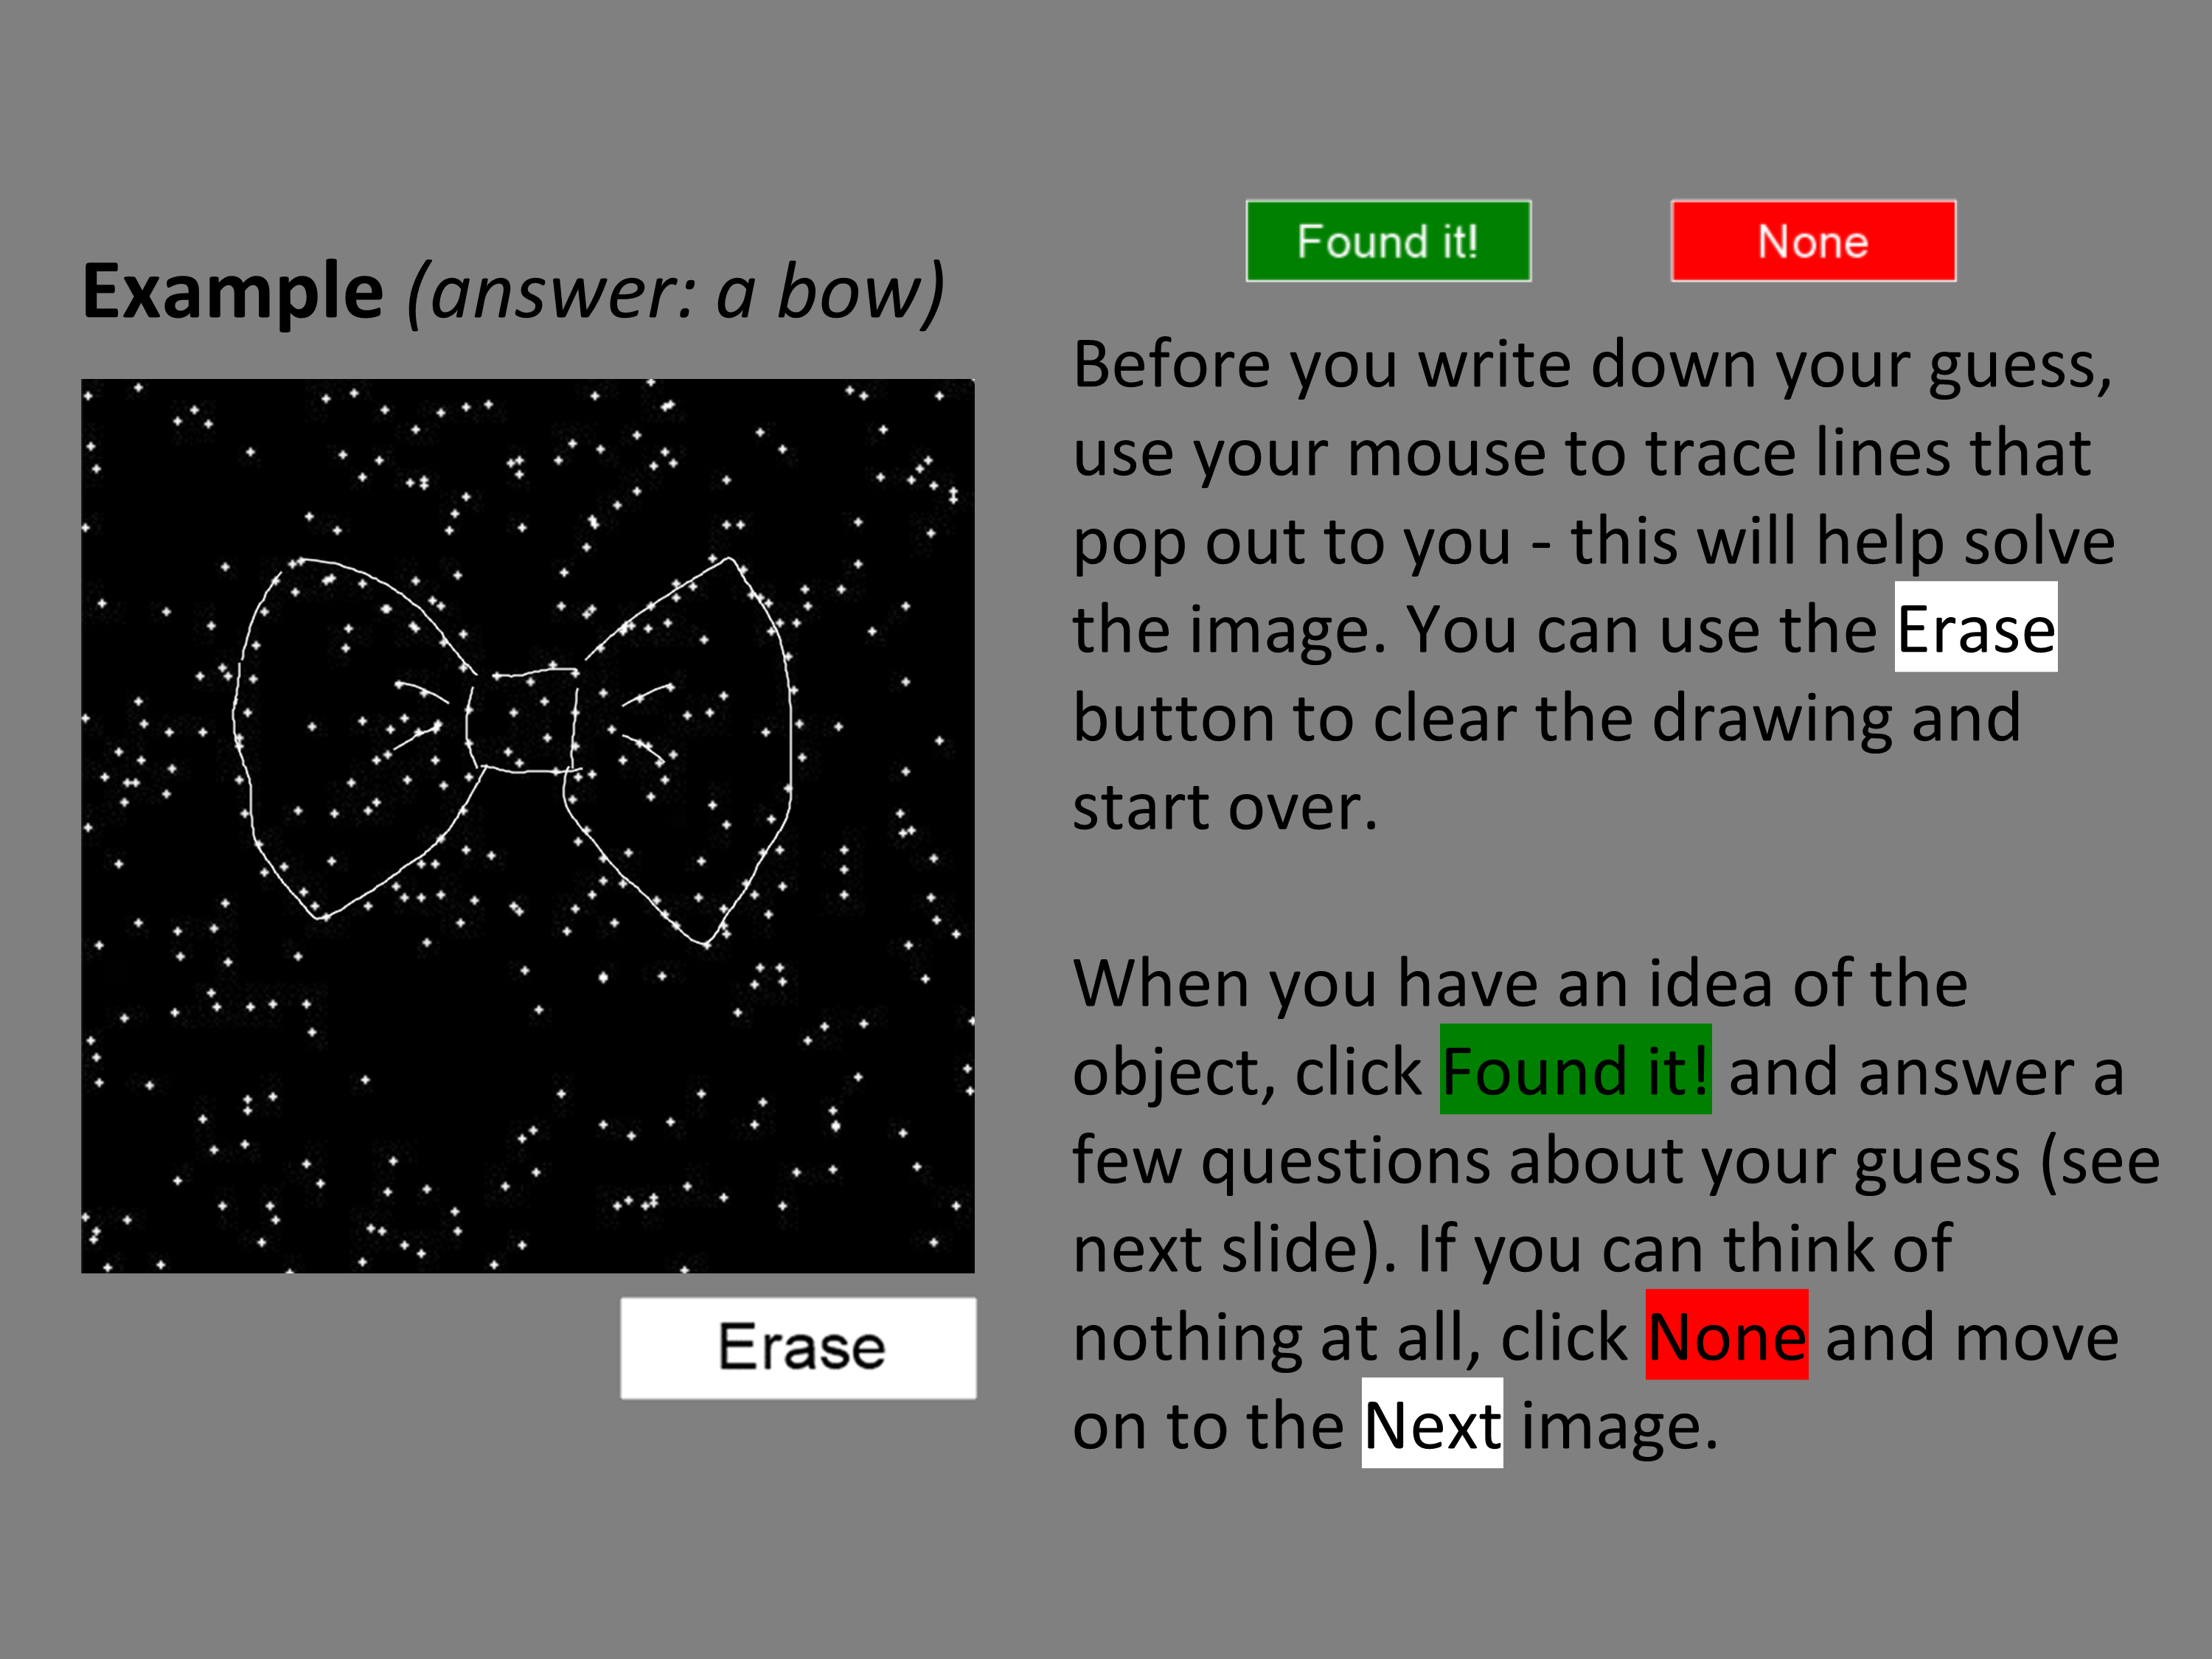 Example (answer: a bow)
Erase
Found it!
None
Before you write down your guess,
use your mouse to trace lines that
pop out to you - this will help solve
the image. You can use the Erase
button to clear the drawing and
start over.
When you have an idea of the
object, click Found it! and answer a
few questions about your guess (see
next slide). If you can think of
nothing at all, click None and move
on to the Next image.